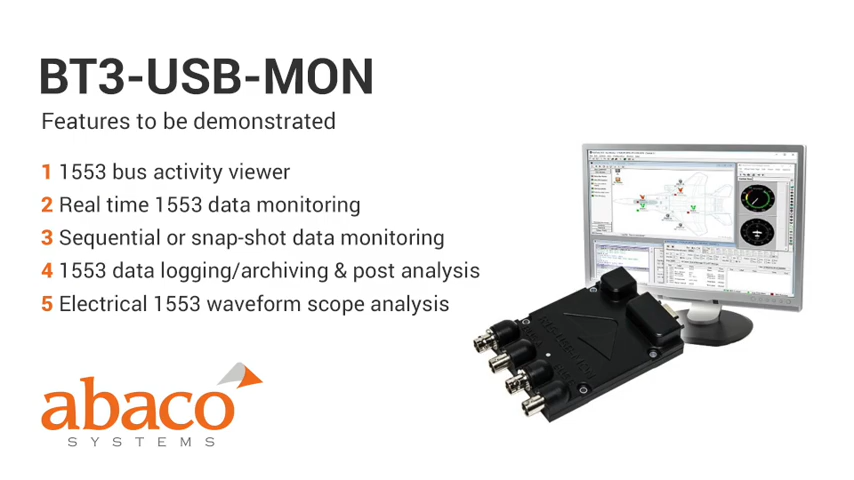 BT3-USB-MON
Features to be demonstrated
1 1553 bus activity viewer
2 Real time 1553 data monitoring
3 Sequential or snap-shot data monitoring
4 1553 data logging/archiving & post analysis
5 Electrical 1553 waveform scope analysis
abaco
SYSTEMS